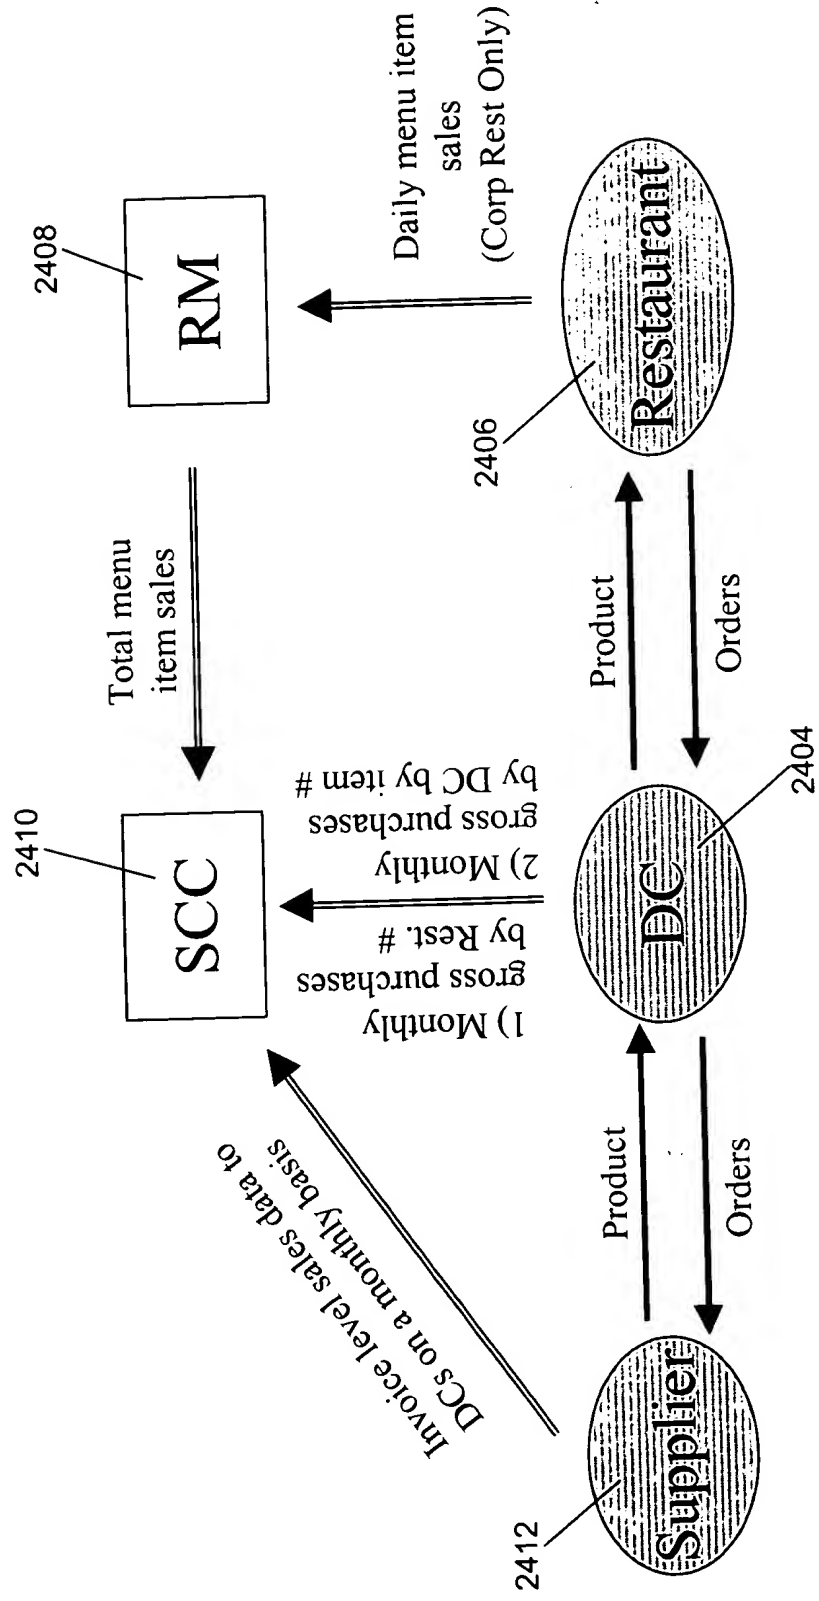 2410
SCC
Total menu
item sales
2408
RM
Invoice level sales data to
DCs on a monthly basis
1) Monthly
gross purchases
by Rest. #
2) Monthly
gross purchases
by DC by item #
Daily menu item
sales
(Corp Rest Only)
2412
Supplier
Product
Orders
DC
2404
Product
Orders
2406
Restaurant